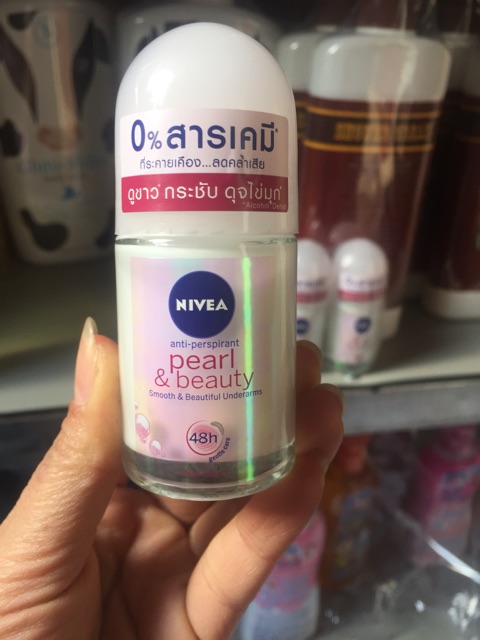 0% สารเคมี*
ที่ระคายเคือง...ลดคล้ำเสีย
ดูขาว* กระชับ ดุจไข่มุก
NIVEA
anti-perspirant
pearl
& beauty
Smooth & Beautiful Underarms
48h
gentle care